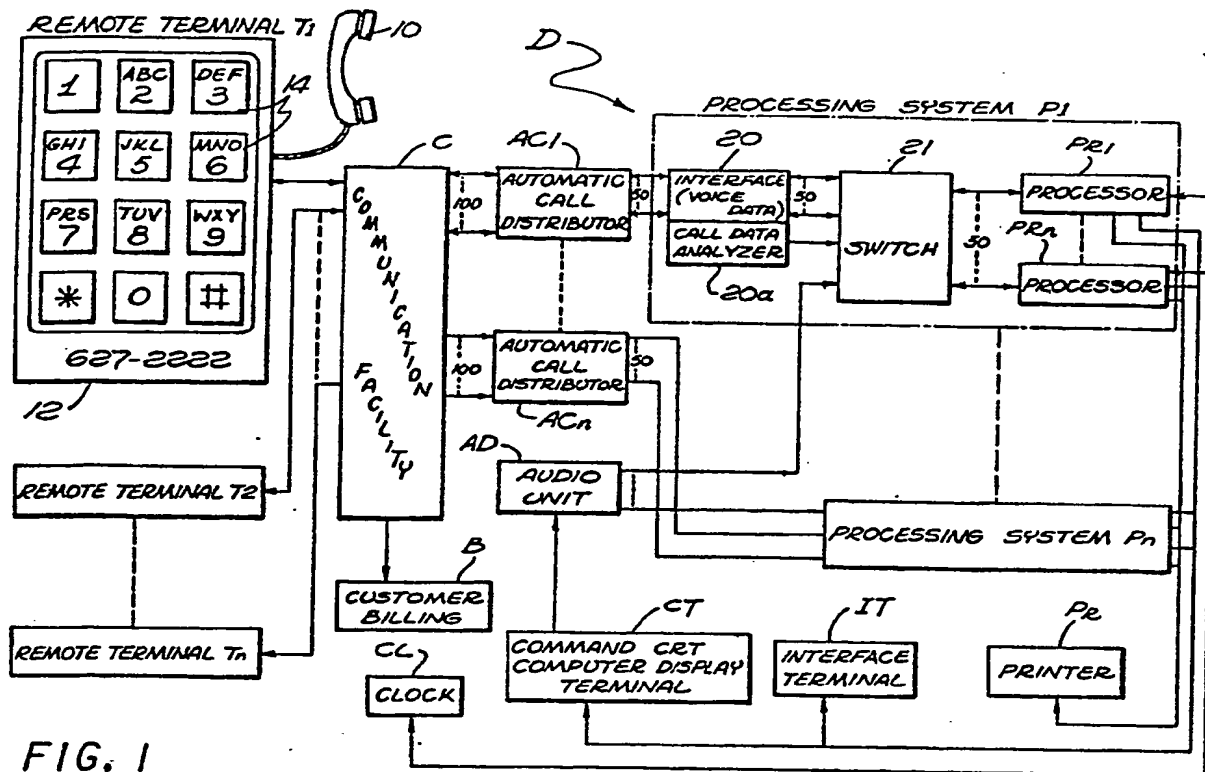 REMOTE TERMINAL T1
10
1
ABC
2
DEF
3
14
GHI
4
JKL
5
MNO
6
PRS
7
TUV
8
WXY
9
*
0
#
627-2222
12
REMOTE TERMINAL T2
REMOTE TERMINAL Tn
C
COMMUNICATION
FACILITY
100
100
B
CUSTOMER
BILLING
CL
CLOCK
AC1
AUTOMATIC
CALL
DISTRIBUTOR
50
AUTOMATIC
CALL
DISTRIBUTOR
50
ACn
AD
AUDIO
UNIT
D
PROCESSING SYSTEM P1
20
INTERFACE
(VOICE
DATA)
CALL DATA
ANALYZER
20a
50
21
SWITCH
50
PR1
PROCESSOR
PRn
PROCESSOR
PROCESSING SYSTEM Pn
CT
COMMAND CRT
COMPUTER DISPLAY
TERMINAL
IT
INTERFACE
TERMINAL
PR
PRINTER
FIG. 1